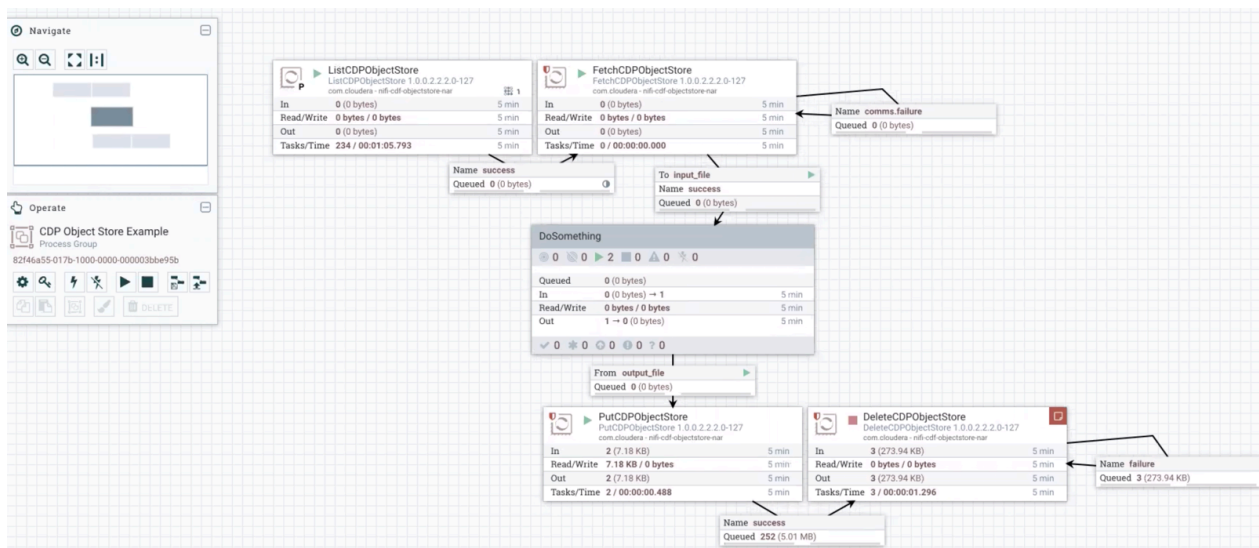 Navigate
Operate
CDP Object Store Example
Process Group
82f46a55-017b-1000-0000-000003bbe95b
DELETE
P
ListCDPObjectStore
ListCDPObjectStore 1.0.0.2.2.2.0-127
com.cloudera - nifi-cdf-objectstore-nar
1
In 0 (0 bytes) 5 min
Read/Write 0 bytes / 0 bytes 5 min
Out 0 (0 bytes) 5 min
Tasks/Time 234 / 00:01:05.793 5 min
FetchCDPObjectStore
FetchCDPObjectStore 1.0.0.2.2.2.0-127
com.cloudera - nifi-cdf-objectstore-nar
In 0 (0 bytes) 5 min
Read/Write 0 bytes / 0 bytes 5 min
Out 0 (0 bytes) 5 min
Tasks/Time 0 / 00:00:00.000 5 min
Name comms.failure
Queued 0 (0 bytes)
Name success
Queued 0 (0 bytes)
To input_file
Name success
Queued 0 (0 bytes)
DoSomething
0 0 2 0 0 0
Queued 0 (0 bytes)
In 0 (0 bytes) → 1 5 min
Read/Write 0 bytes / 0 bytes 5 min
Out 1 → 0 (0 bytes) 5 min
0 0 0 0 ? 0
From output_file
Queued 0 (0 bytes)
PutCDPObjectStore
PutCDPObjectStore 1.0.0.2.2.2.0-127
com.cloudera - nifi-cdf-objectstore-nar
In 2 (7.18 KB) 5 min
Read/Write 7.18 KB / 0 bytes 5 min
Out 2 (7.18 KB) 5 min
Tasks/Time 2 / 00:00:00.488 5 min
DeleteCDPObjectStore
DeleteCDPObjectStore 1.0.0.2.2.2.0-127
com.cloudera - nifi-cdf-objectstore-nar
In 3 (273.94 KB) 5 min
Read/Write 0 bytes / 0 bytes 5 min
Out 3 (273.94 KB) 5 min
Tasks/Time 3 / 00:00:01.296 5 min
Name failure
Queued 3 (273.94 KB)
Name success
Queued 252 (5.01 MB)